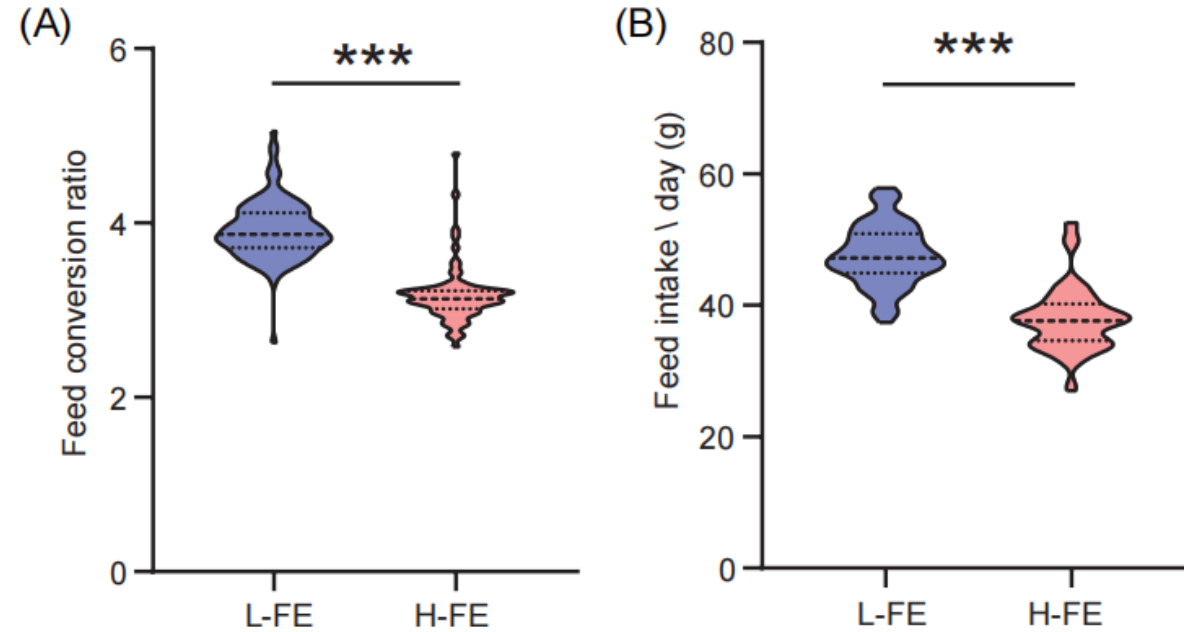 (A)
Feed conversion ratio
6
4
2
0
***
L-FE
H-FE
(B)
Feed intake \ day (g)
80
60
40
20
0
***
L-FE
H-FE